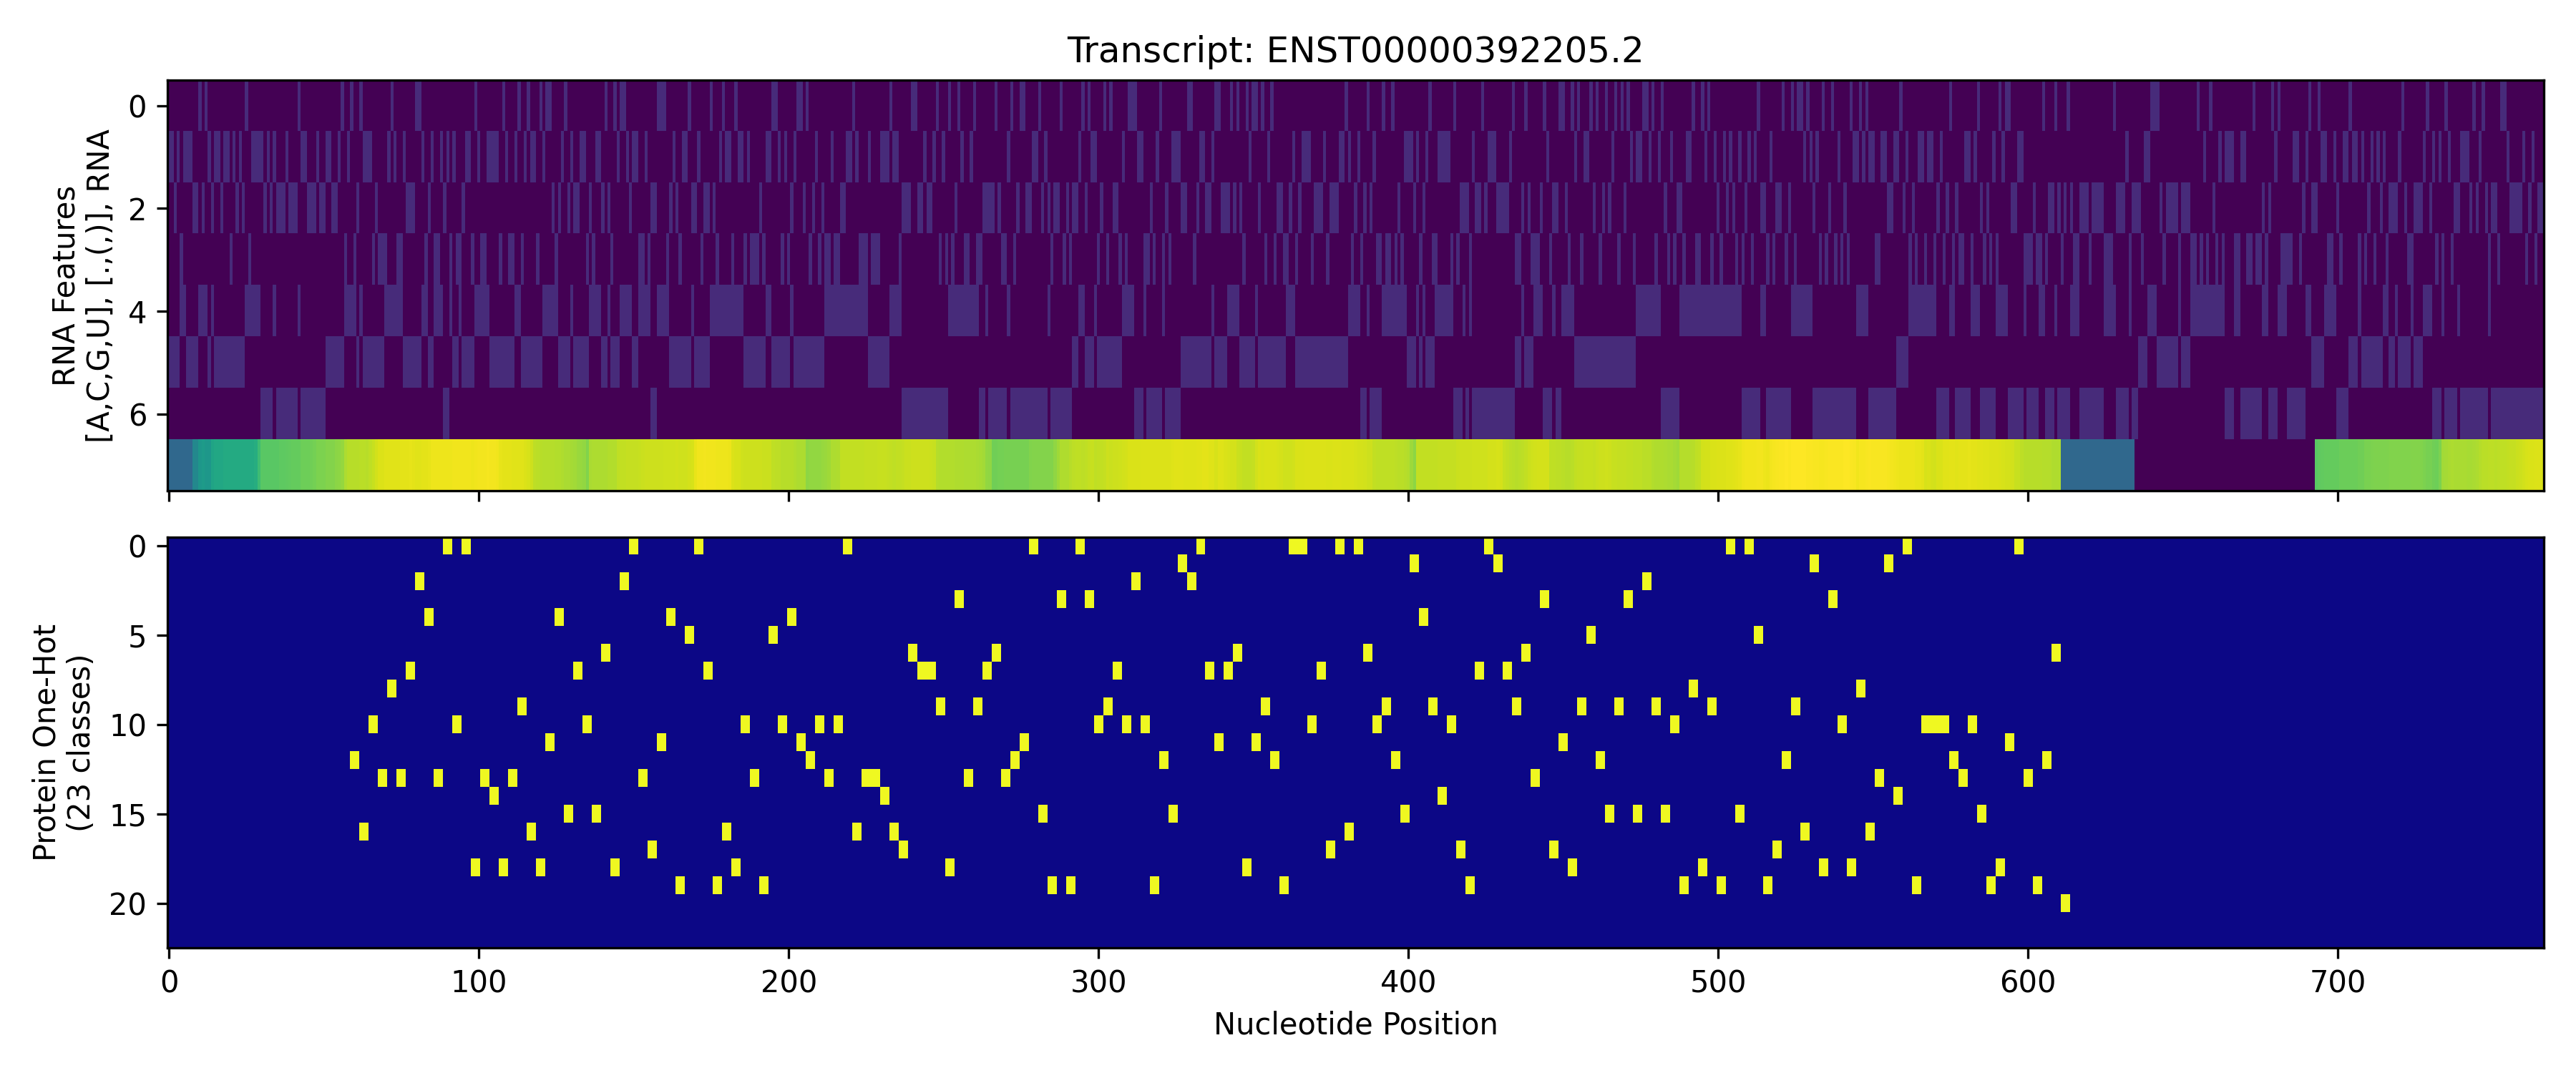 Transcript: ENST00000392205.2
RNA Features
[A,C,G,U], [.,(,)], RNA
0
2
4
6
Protein One-Hot
(23 classes)
0
5
10
15
20
0 100 200 300 400 500 600 700
Nucleotide Position